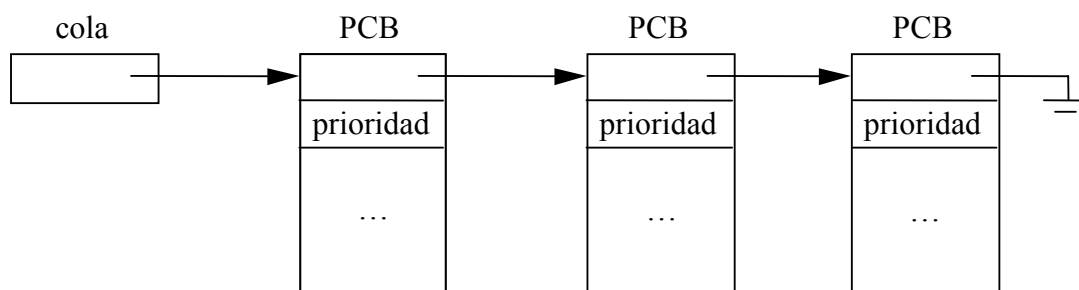 cola PCB PCB PCB
prioridad prioridad prioridad
... ... ...